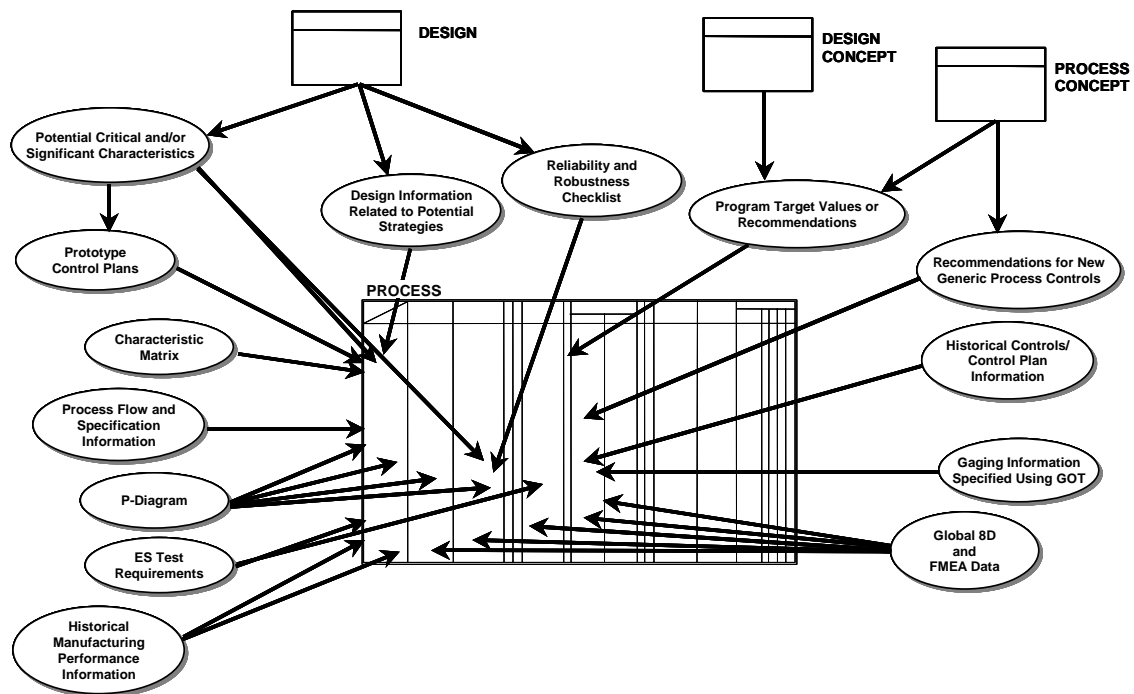 DESIGN
DESIGN
CONCEPT
PROCESS
CONCEPT
Potential Critical and/or
Significant Characteristics
Reliability and
Robustness
Checklist
Design Information
Related to Potential
Strategies
Program Target Values or
Recommendations
Prototype
Control Plans
Recommendations for New
Generic Process Controls
PROCESS
Characteristic
Matrix
Historical Controls/
Control Plan
Information
Process Flow and
Specification
Information
Gaging Information
Specified Using GOT
P-Diagram
Global 8D
and
FMEA Data
ES Test
Requirements
Historical
Manufacturing
Performance
Information